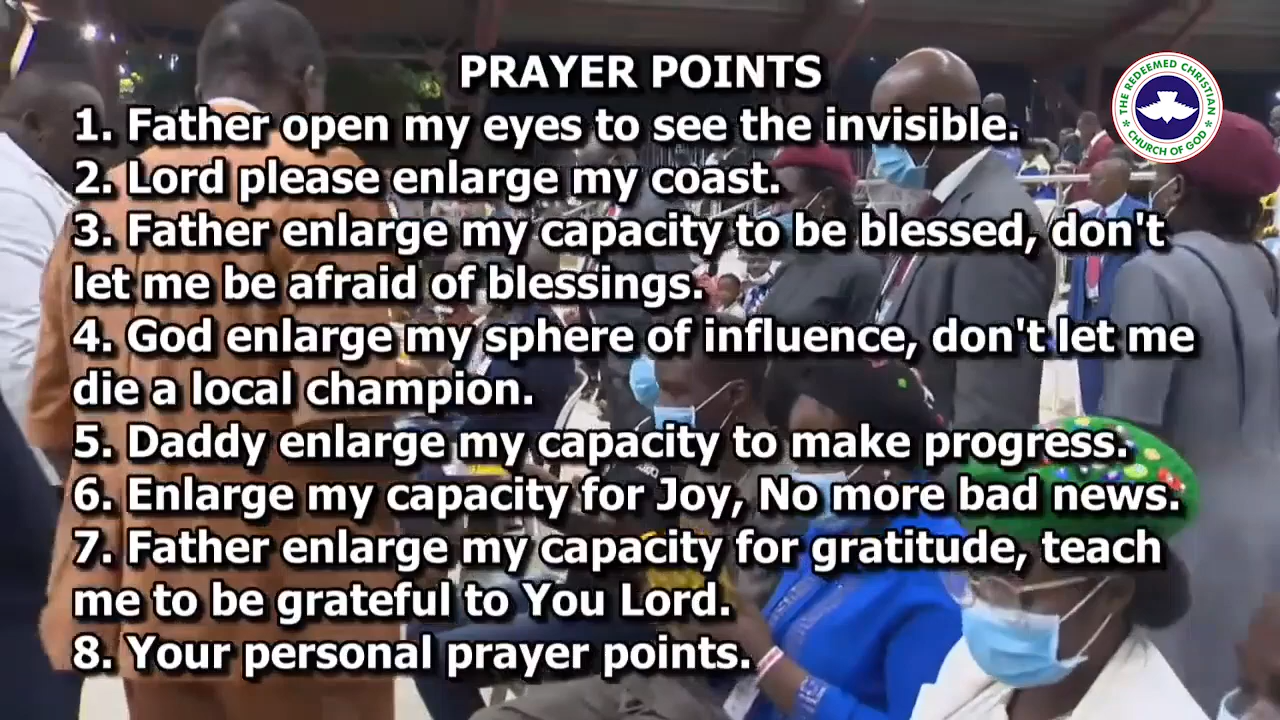 PRAYER POINTS
1. Father open my eyes to see the invisible.
2. Lord please enlarge my coast.
3. Father enlarge my capacity to be blessed, don't
let me be afraid of blessings.
4. God enlarge my sphere of influence, don't let me
die a local champion.
5. Daddy enlarge my capacity to make progress.
6. Enlarge my capacity for Joy, No more bad news.
7. Father enlarge my capacity for gratitude, teach
me to be grateful to You Lord.
8. Your personal prayer points.
THE REDEEMED CHRISTIAN
CHURCH OF GOD